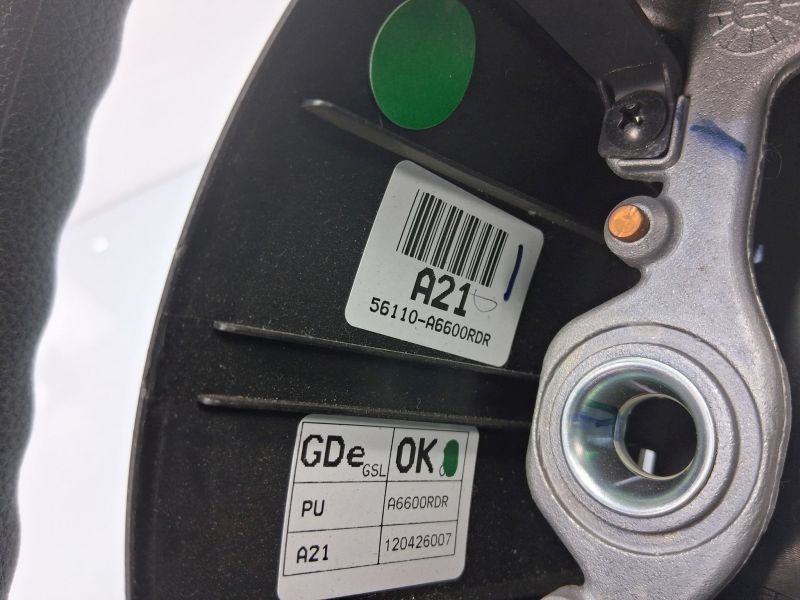 A21
56110-A6600RDR
GDe GSL OK
PU A6600RDR
A21 120426007